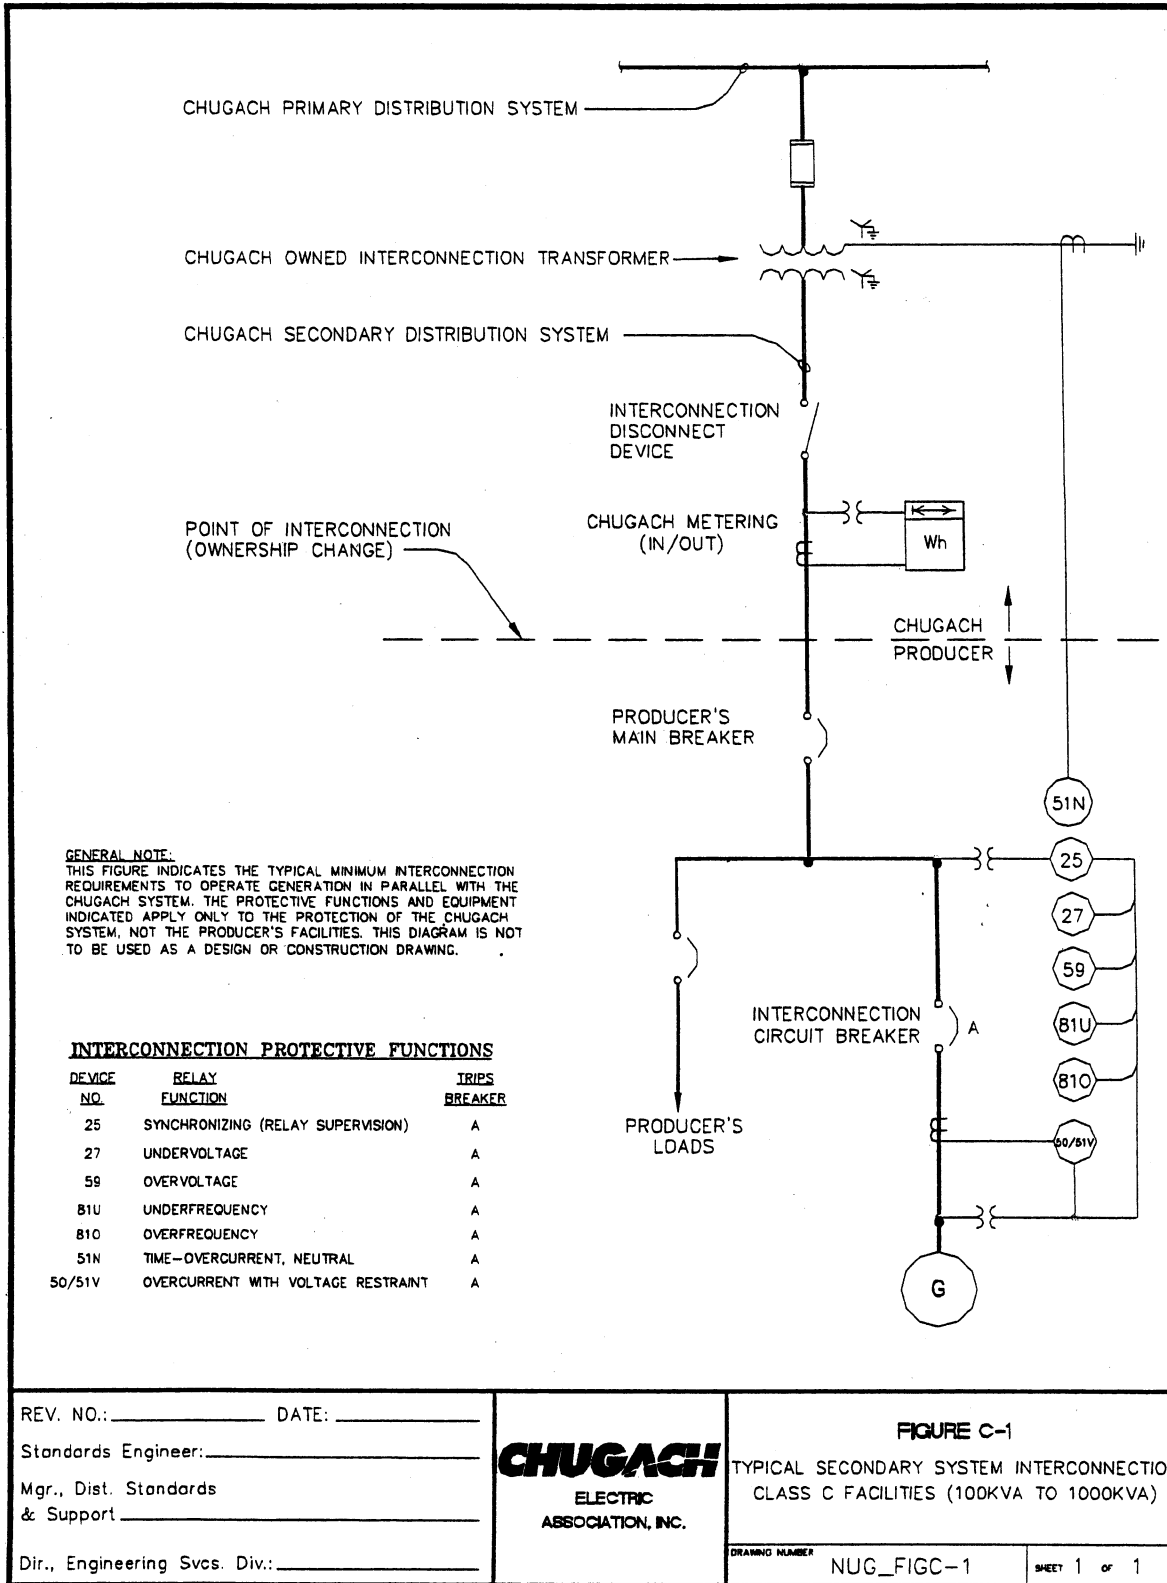 CHUGACH PRIMARY DISTRIBUTION SYSTEM
CHUGACH OWNED INTERCONNECTION TRANSFORMER
CHUGACH SECONDARY DISTRIBUTION SYSTEM
INTERCONNECTION
DISCONNECT
DEVICE
POINT OF INTERCONNECTION
(OWNERSHIP CHANGE)
CHUGACH METERING
(IN/OUT)
Wh
CHUGACH
PRODUCER
PRODUCER'S
MAIN BREAKER
51N
25
27
59
81U
81O
50/51V
GENERAL NOTE:
THIS FIGURE INDICATES THE TYPICAL MINIMUM INTERCONNECTION
REQUIREMENTS TO OPERATE GENERATION IN PARALLEL WITH THE
CHUGACH SYSTEM. THE PROTECTIVE FUNCTIONS AND EQUIPMENT
INDICATED APPLY ONLY TO THE PROTECTION OF THE CHUGACH
SYSTEM, NOT THE PRODUCER'S FACILITIES. THIS DIAGRAM IS NOT
TO BE USED AS A DESIGN OR CONSTRUCTION DRAWING.
INTERCONNECTION
CIRCUIT BREAKER
A
PRODUCER'S
LOADS
G
INTERCONNECTION PROTECTIVE FUNCTIONS
DEVICE NO. RELAY FUNCTION TRIPS BREAKER
25 SYNCHRONIZING (RELAY SUPERVISION) A
27 UNDERVOLTAGE A
59 OVERVOLTAGE A
81U UNDERFREQUENCY A
81O OVERFREQUENCY A
51N TIME-OVERCURRENT, NEUTRAL A
50/51V OVERCURRENT WITH VOLTAGE RESTRAINT A
REV. NO.: DATE:
Standards Engineer:
Mgr., Dist. Standards
& Support
Dir., Engineering Svcs. Div.:
CHUGACH
ELECTRIC
ASSOCIATION, INC.
FIGURE C-1
TYPICAL SECONDARY SYSTEM INTERCONNECTIO
CLASS C FACILITIES (100KVA TO 1000KVA)
DRAWING NUMBER NUG_FIGC-1 SHEET 1 OF 1